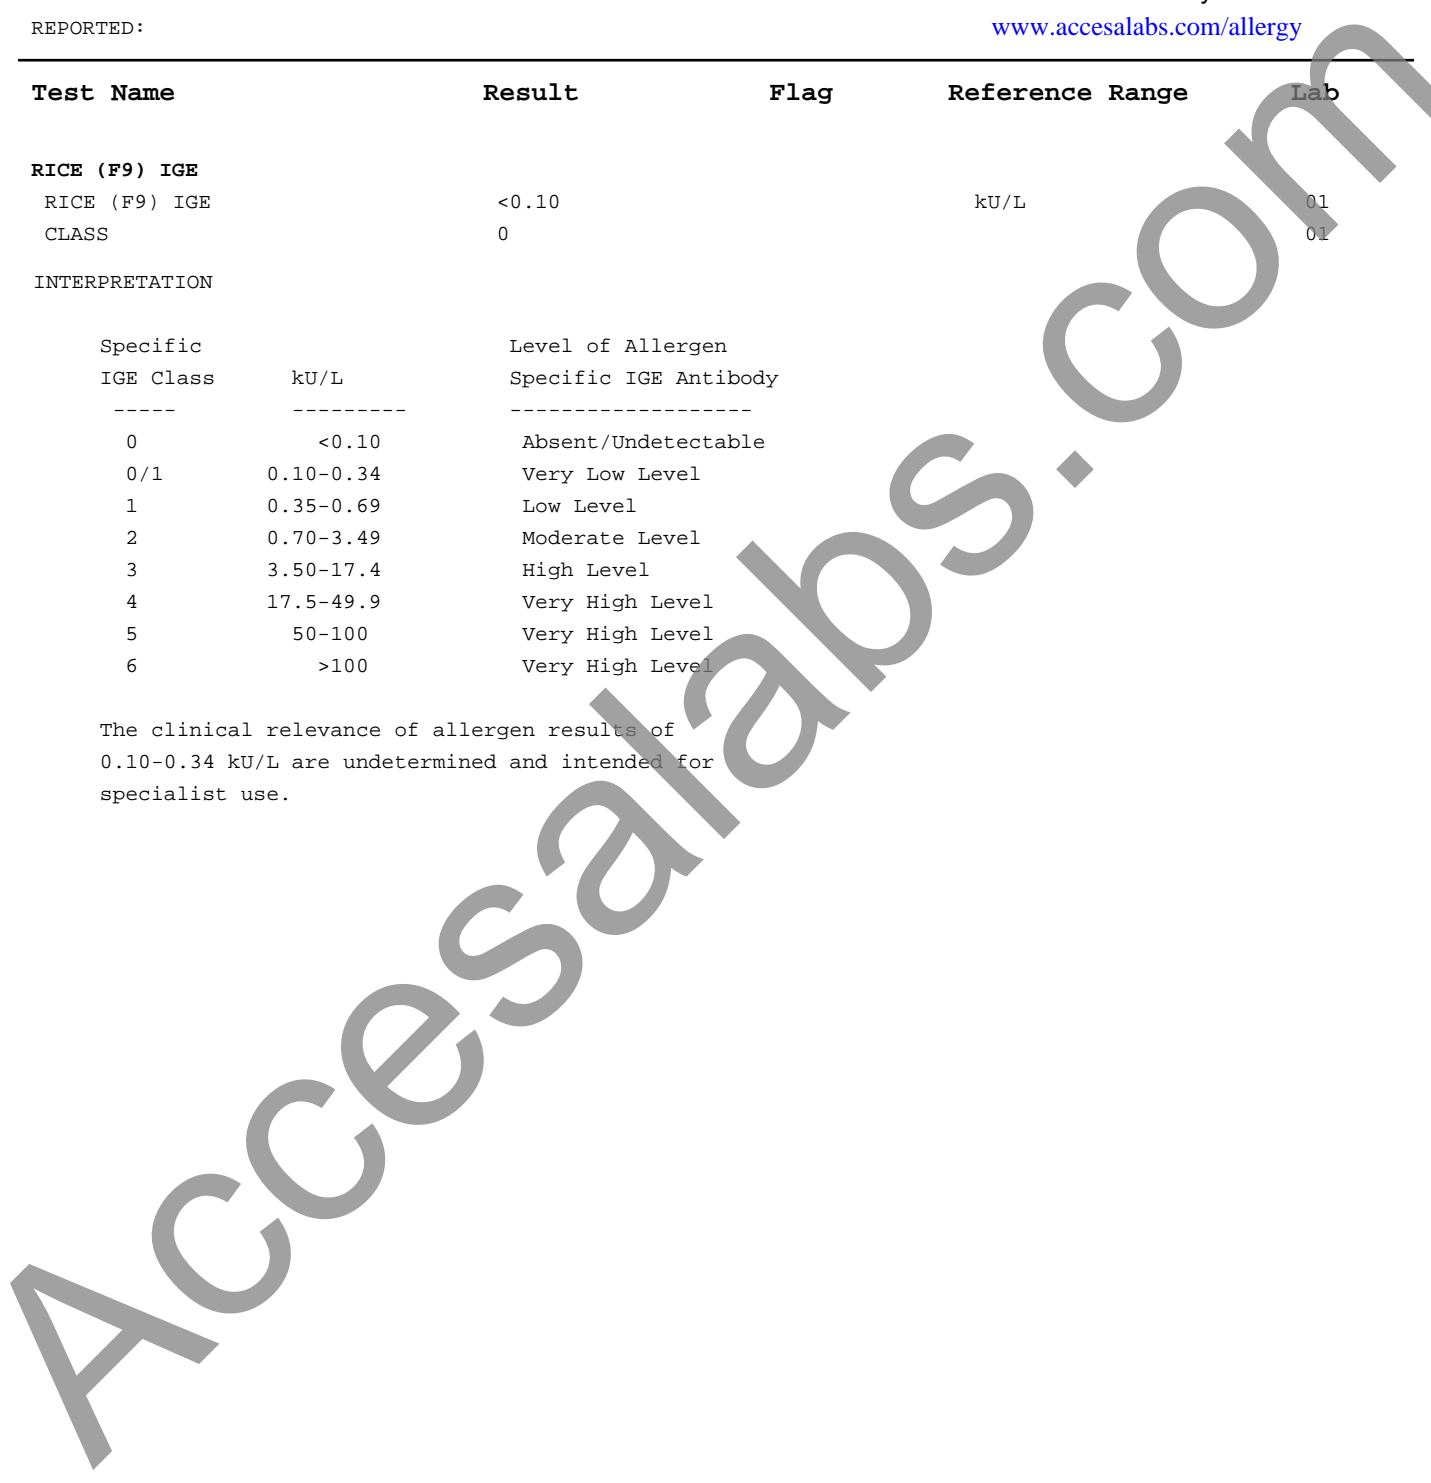 REPORTED:
www.accesalabs.com/allergy
Test Name Result Flag Reference Range Lab
RICE (F9) IGE
RICE (F9) IGE <0.10 kU/L 01
CLASS 0 01
INTERPRETATION
Specific Level of Allergen
IGE Class kU/L Specific IGE Antibody
----- --------- -------------------
0 <0.10 Absent/Undetectable
0/1 0.10-0.34 Very Low Level
1 0.35-0.69 Low Level
2 0.70-3.49 Moderate Level
3 3.50-17.4 High Level
4 17.5-49.9 Very High Level
5 50-100 Very High Level
6 >100 Very High Level
The clinical relevance of allergen results of
0.10-0.34 kU/L are undetermined and intended for
specialist use.
Accesalabs.com